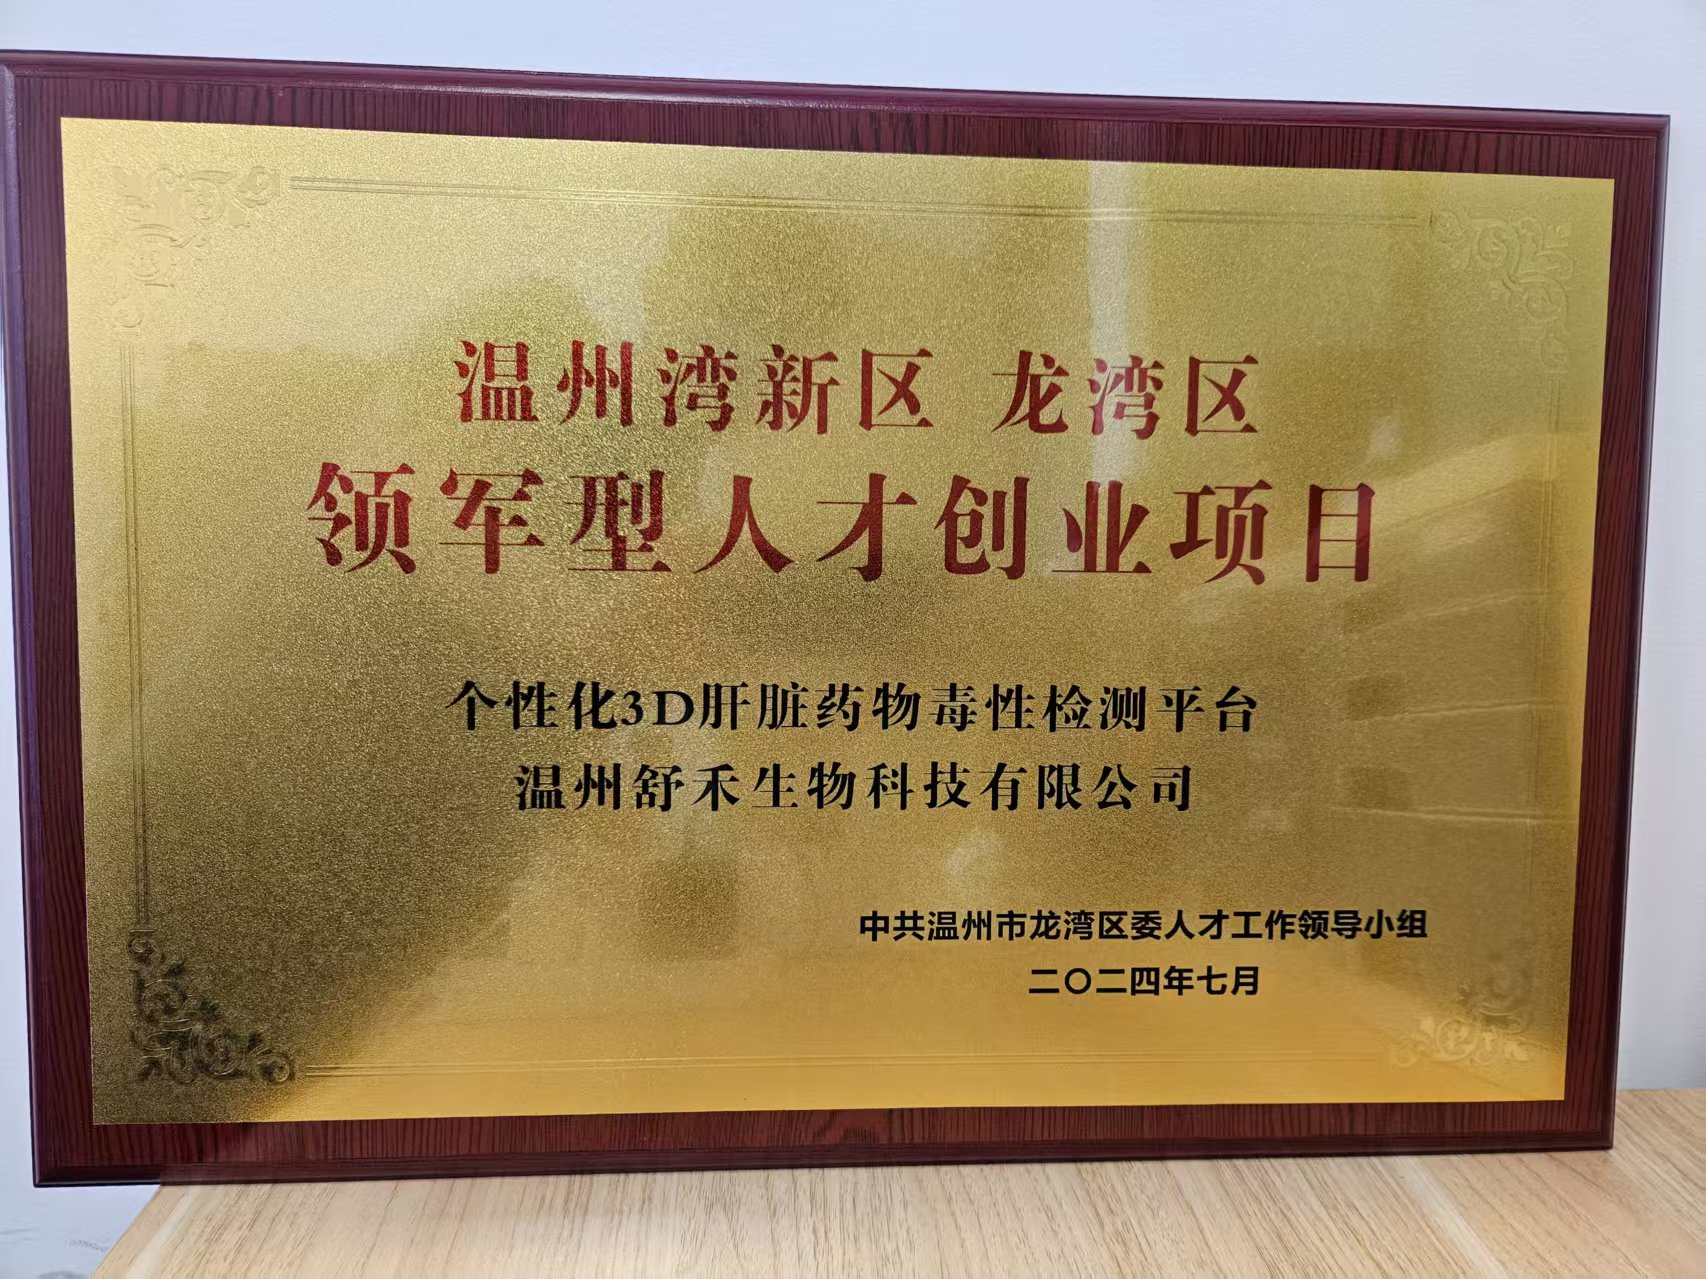 温州湾新区 龙湾区
领军型人才创业项目
个性化3D肝脏药物毒性检测平台
温州舒禾生物科技有限公司
中共温州市龙湾区委人才工作领导小组
二〇二四年七月